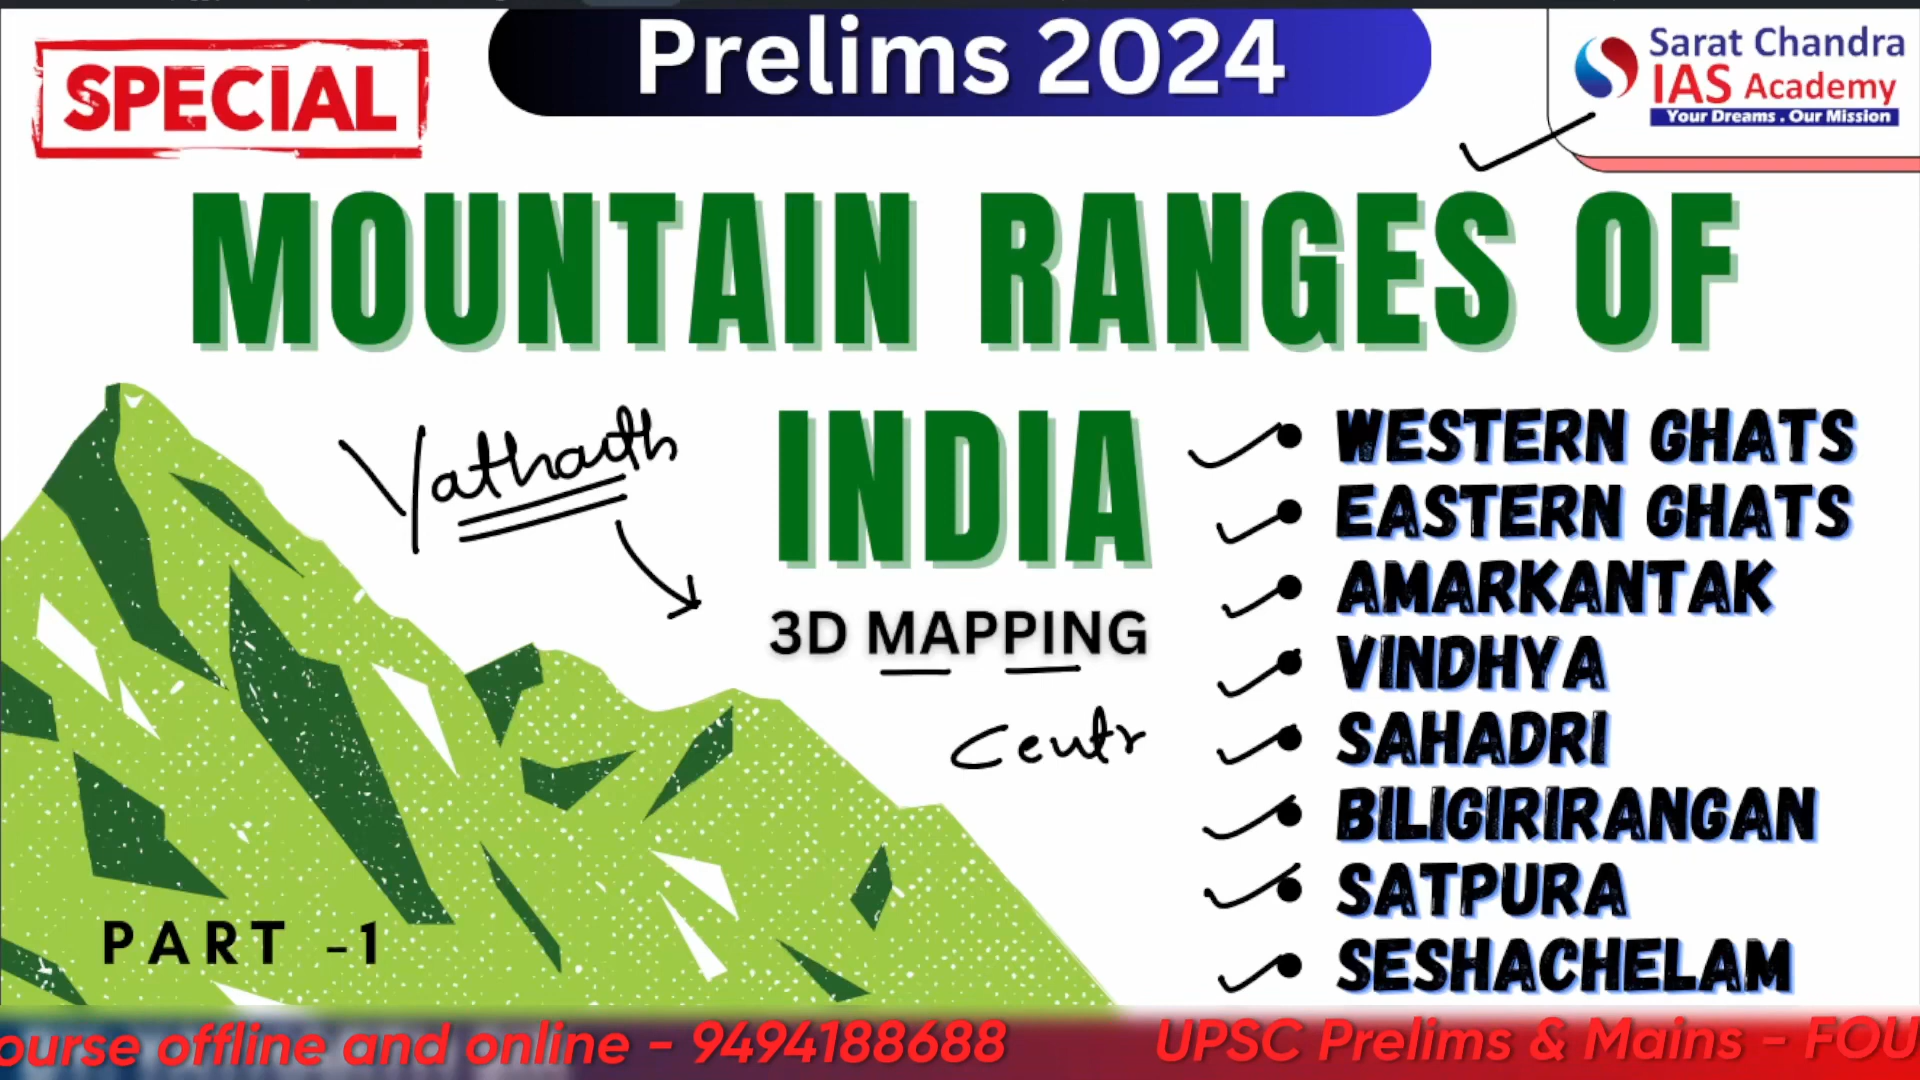 SPECIAL
Prelims 2024
Sarat Chandra
IAS Academy
Your Dreams . Our Mission
MOUNTAIN RANGES OF
INDIA
3D MAPPING
Centr
WESTERN GHATS
EASTERN GHATS
AMARKANTAK
VINDHYA
SAHADRI
BILIGIRIRANGAN
SATPURA
SESHACHELAM
PART -1
ourse offline and online - 9494188688 UPSC Prelims & Mains - FOU